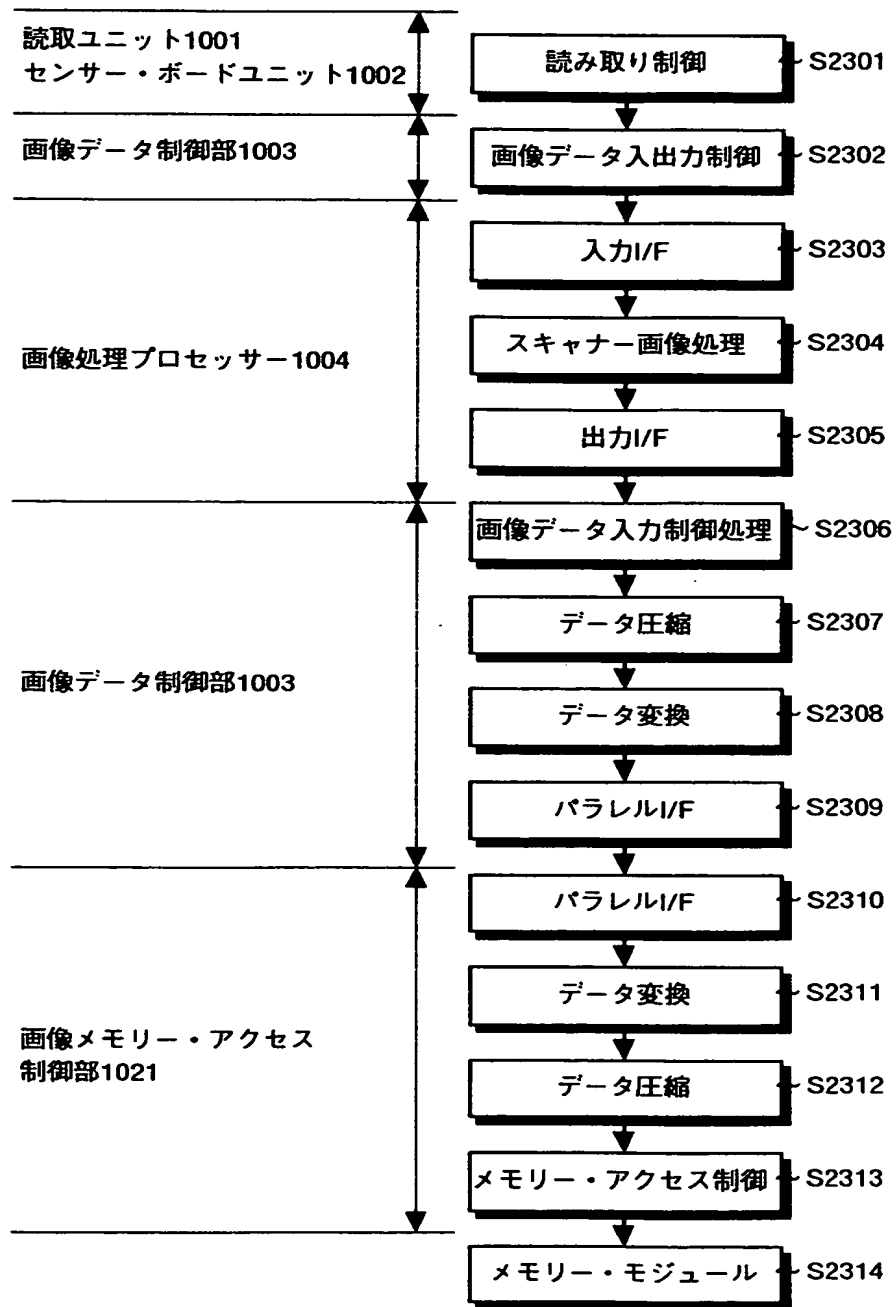 読取ユニット1001
センサー・ボードユニット1002
読み取り制御
S2301
画像データ制御部1003
画像データ入出力制御
S2302
画像処理プロセッサー1004
入力I/F
S2303
スキャナー画像処理
S2304
出力I/F
S2305
画像データ制御部1003
画像データ入力制御処理
S2306
データ圧縮
S2307
データ変換
S2308
パラレルI/F
S2309
画像メモリー・アクセス
制御部1021
パラレルI/F
S2310
データ変換
S2311
データ圧縮
S2312
メモリー・アクセス制御
S2313
メモリー・モジュール
S2314